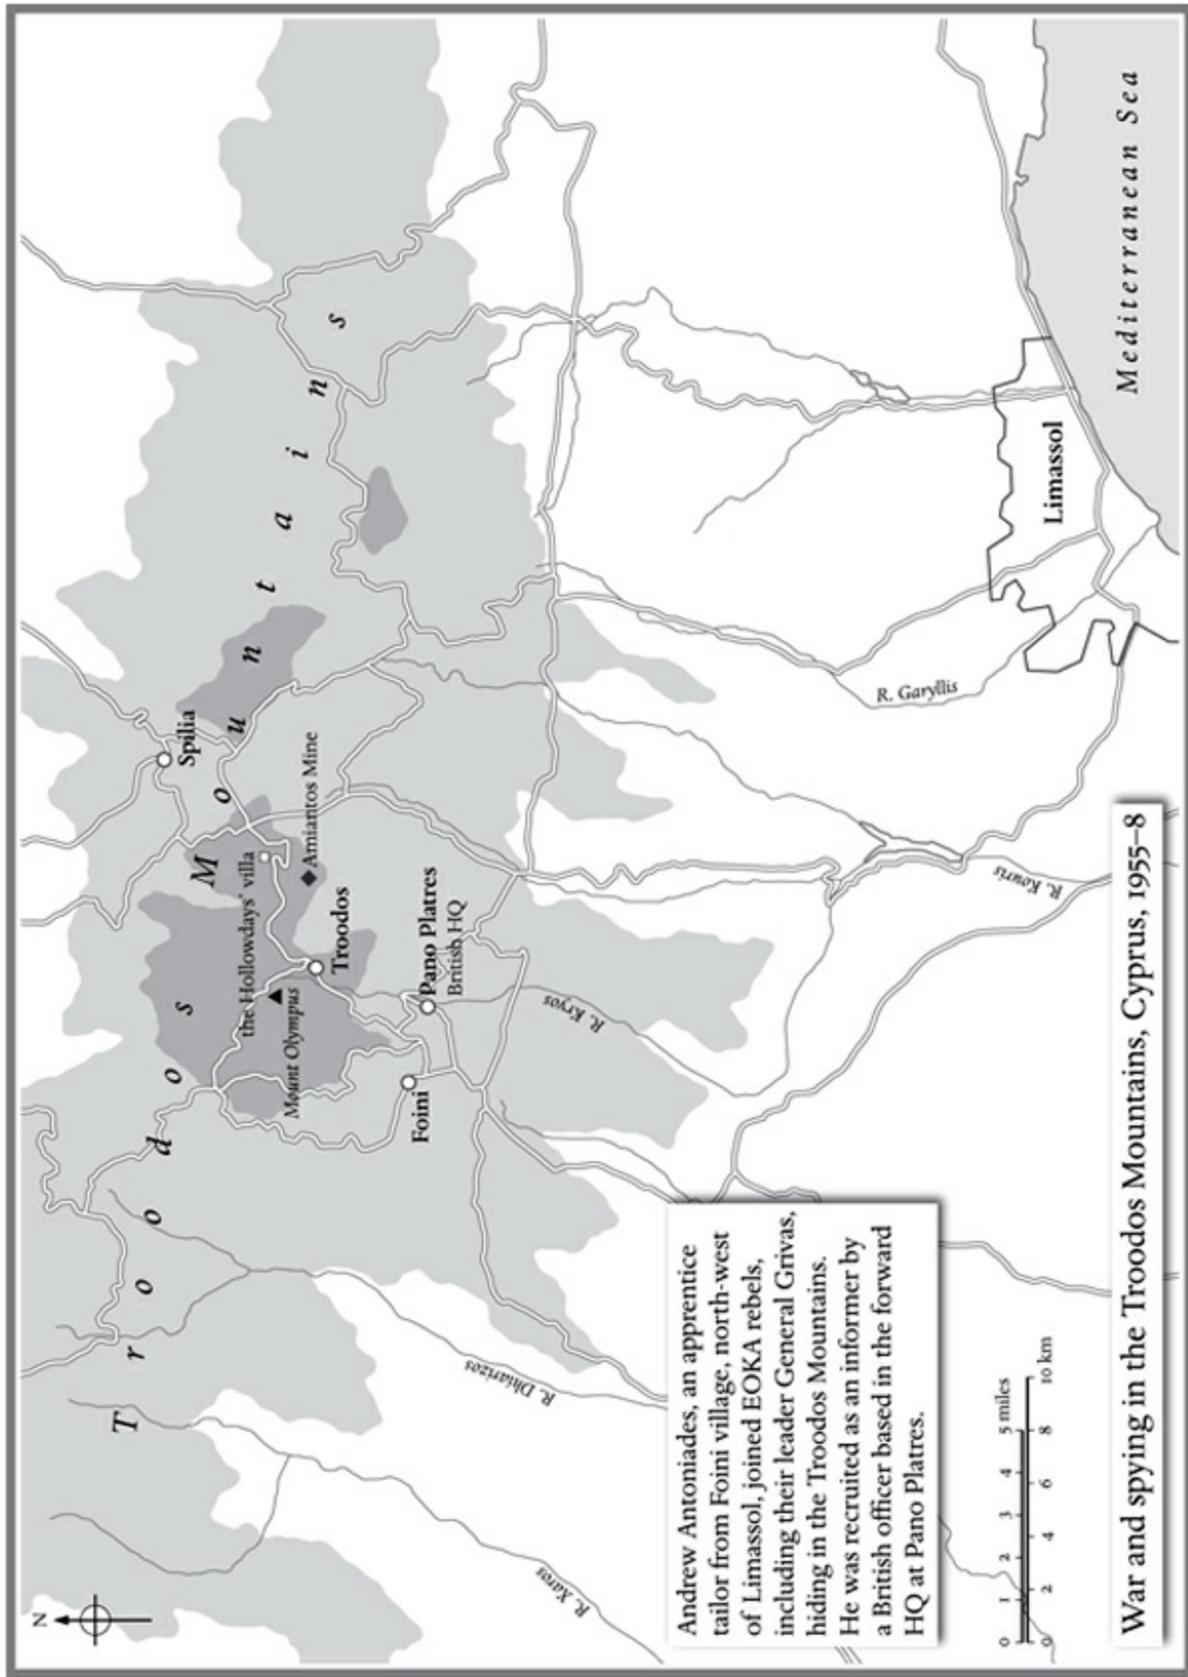 N
Troodos Mountains
Spilia
the Hollowdays' villa
Amiantos Mine
Mount Olympus
Troodos
Pano Platres
British HQ
Foini
R. Kryos
R. Dhiarizos
R. Xaros
R. Kouris
R. Garyllis
Limassol
Mediterranean Sea
Andrew Antoniades, an apprentice
tailor from Foini village, north-west
of Limassol, joined EOKA rebels,
including their leader General Grivas,
hiding in the Troodos Mountains.
He was recruited as an informer by
a British officer based in the forward
HQ at Pano Platres.
0 1 2 3 4 5 miles
0 2 4 6 8 10 km
War and spying in the Troodos Mountains, Cyprus, 1955–8